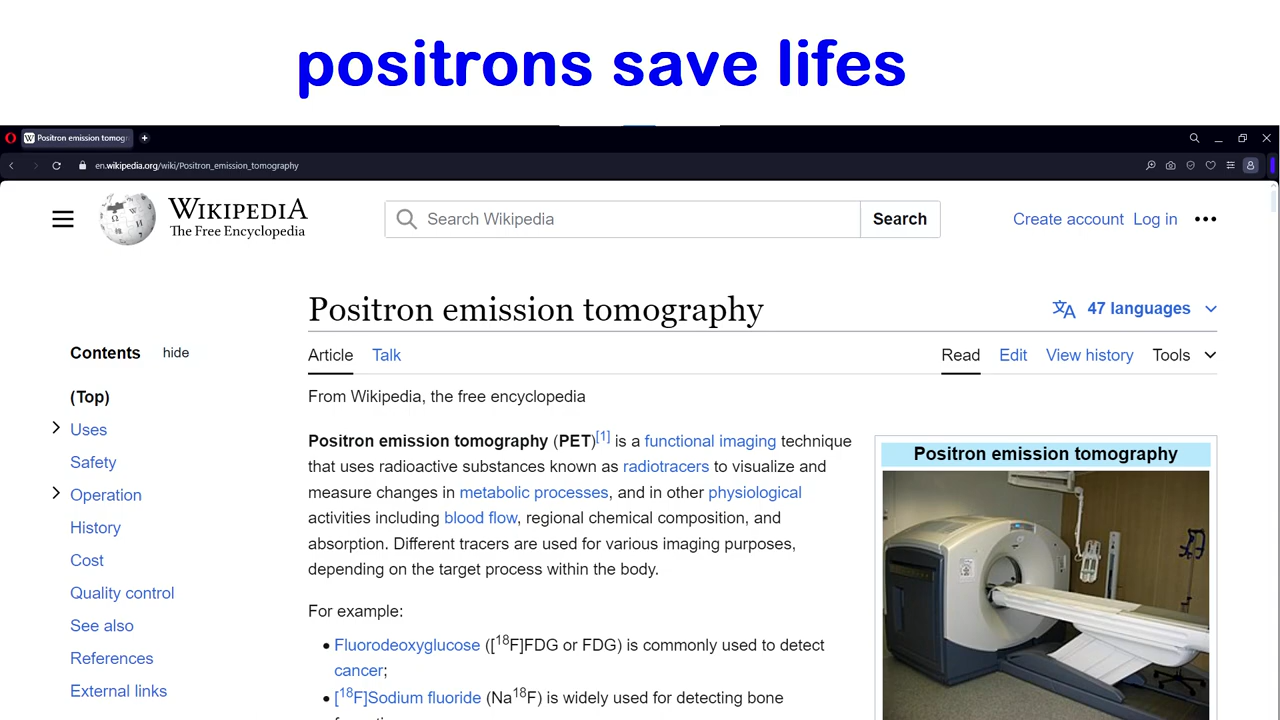 positrons save lifes
Positron emission tomogr
en.wikipedia.org/wiki/Positron_emission_tomography
WIKIPEDIA
The Free Encyclopedia
Search Wikipedia
Search
Create account Log in
Positron emission tomography
47 languages
Contents hide
Article Talk
Read Edit View history Tools
(Top)
Uses
Safety
Operation
History
Cost
Quality control
See also
References
External links
From Wikipedia, the free encyclopedia
Positron emission tomography (PET)[1] is a functional imaging technique
that uses radioactive substances known as radiotracers to visualize and
measure changes in metabolic processes, and in other physiological
activities including blood flow, regional chemical composition, and
absorption. Different tracers are used for various imaging purposes,
depending on the target process within the body.
For example:
• Fluorodeoxyglucose ([18F]FDG or FDG) is commonly used to detect
cancer;
• [18F]Sodium fluoride (Na18F) is widely used for detecting bone
Positron emission tomography